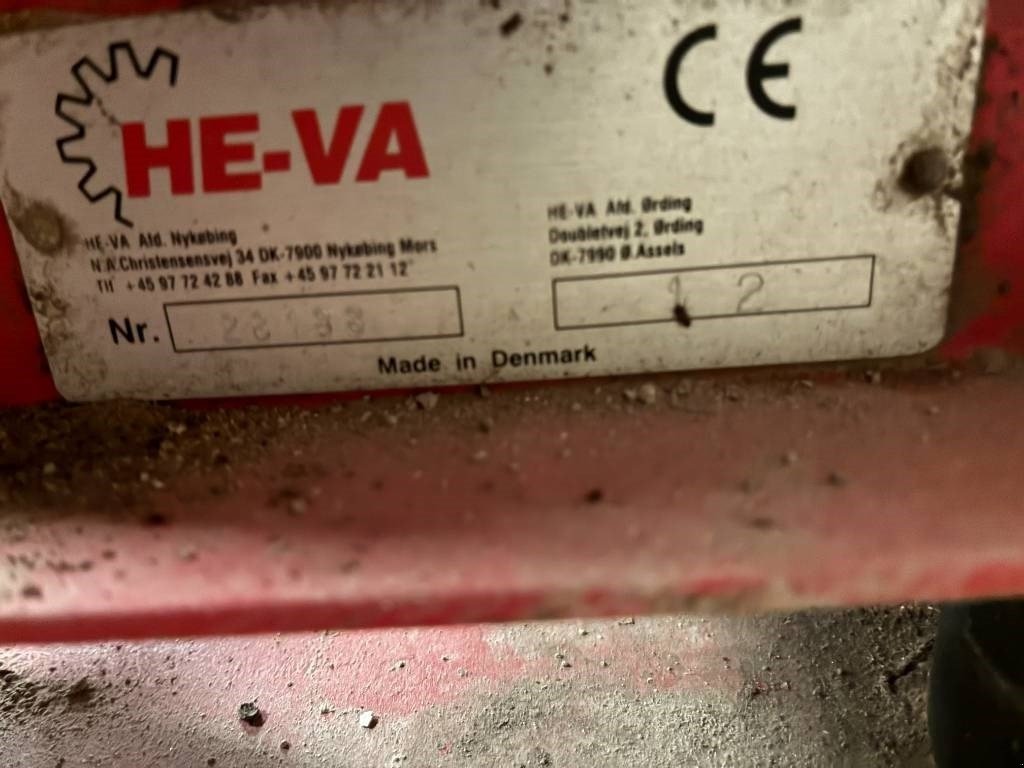 HE-VA
CE
HE-VA Afd. Nykøbing
N.A.Christensensvej 34 DK-7900 Nykøbing Mors
Tlf +45 97 72 42 88 Fax +45 97 72 21 12
HE-VA Afd. Ørding
Doubletvej 2, Ørding
DK-7990 Ø.Assels
Nr.
2
Made in Denmark